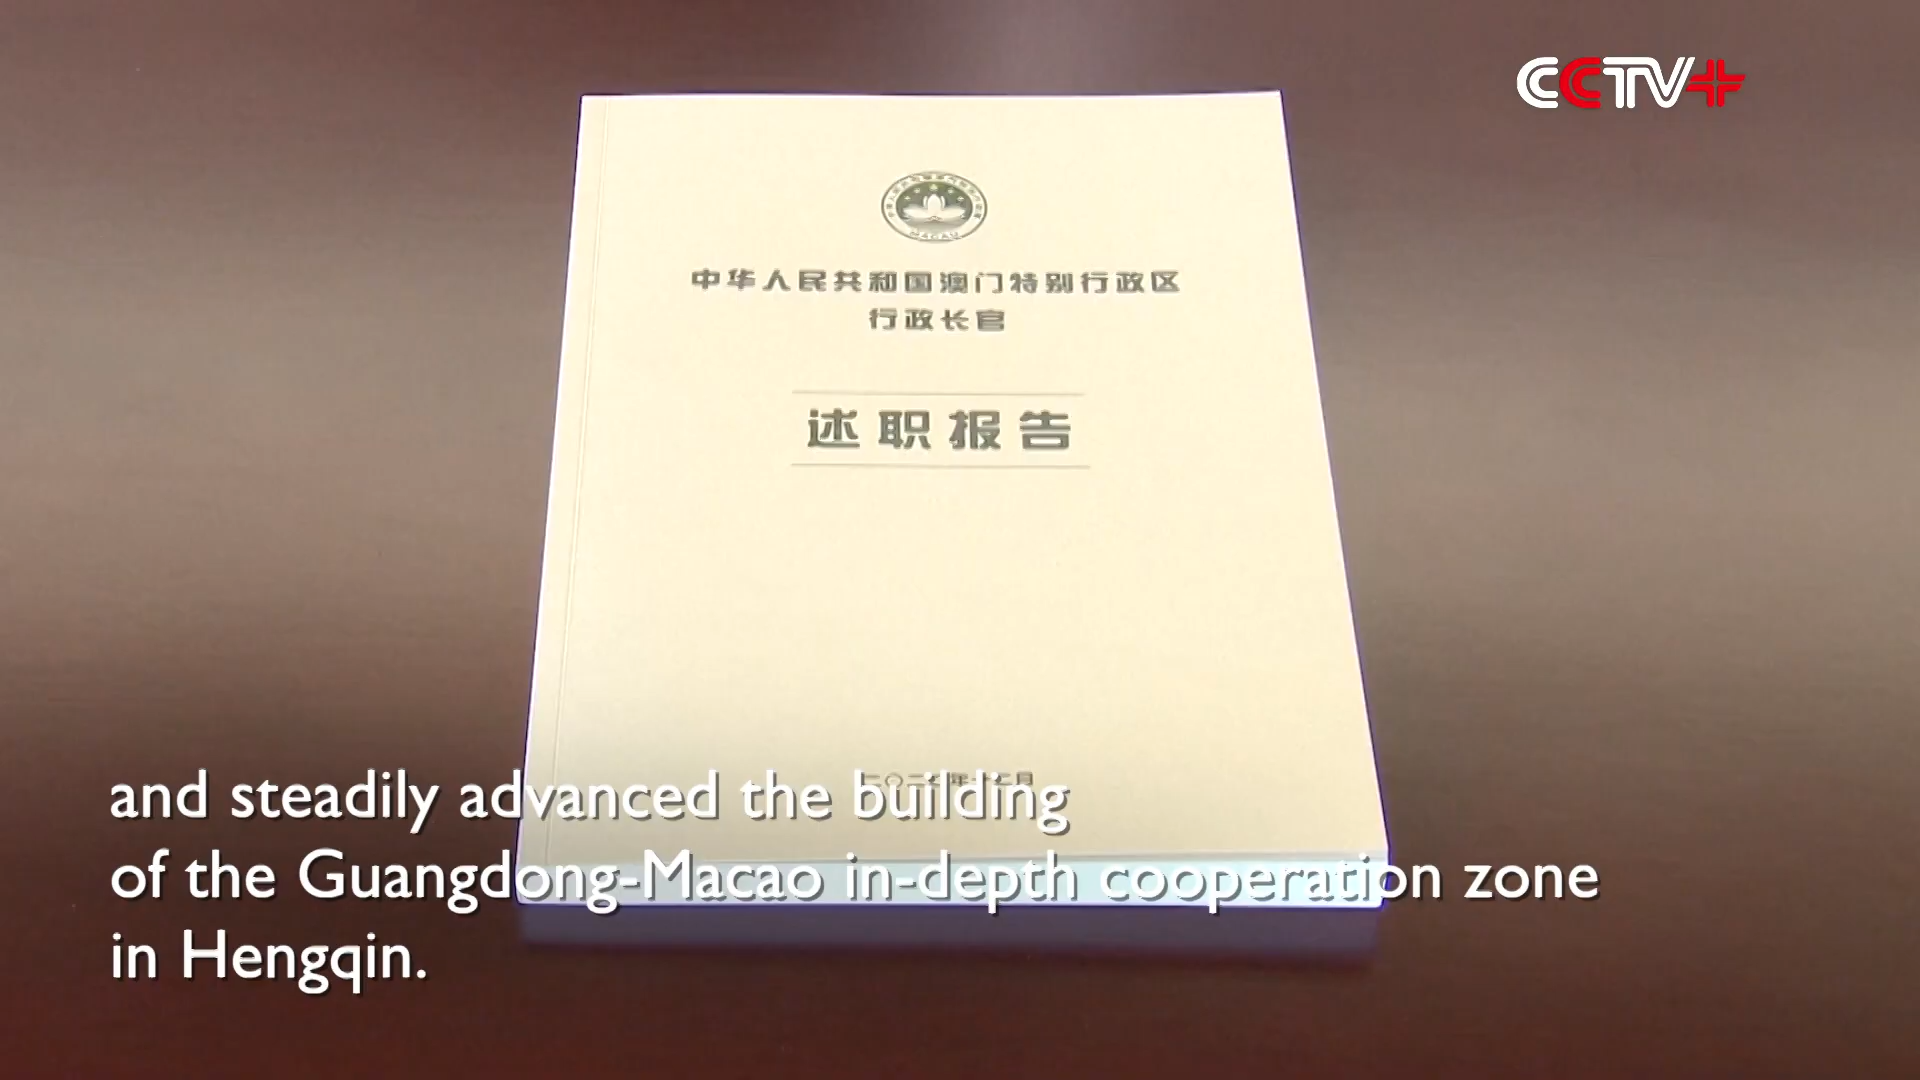 CCTV+
MACAU
中华人民共和国澳门特别行政区
行政长官
述职报告
and steadily advanced the building
of the Guangdong-Macao in-depth cooperation zone
in Hengqin.